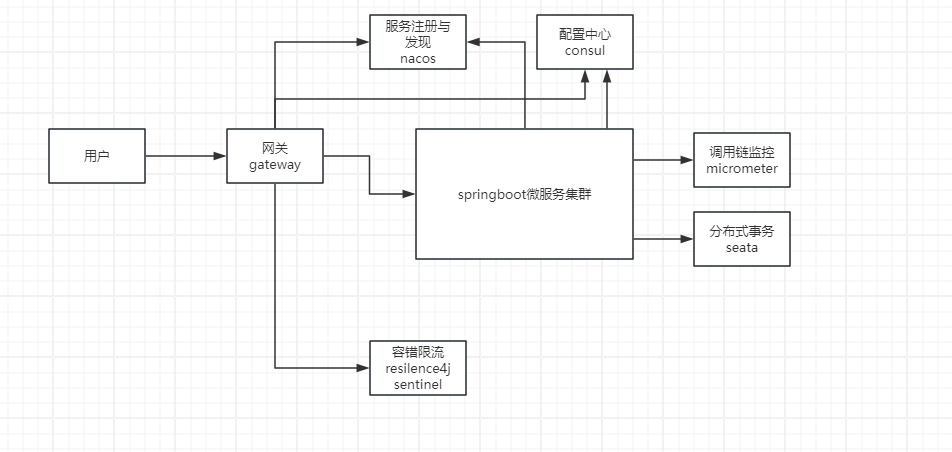 服务注册与
发现
nacos
配置中心
consul
用户
网关
gateway
springboot微服务集群
调用链监控
micrometer
分布式事务
seata
容错限流
resilence4j
sentinel